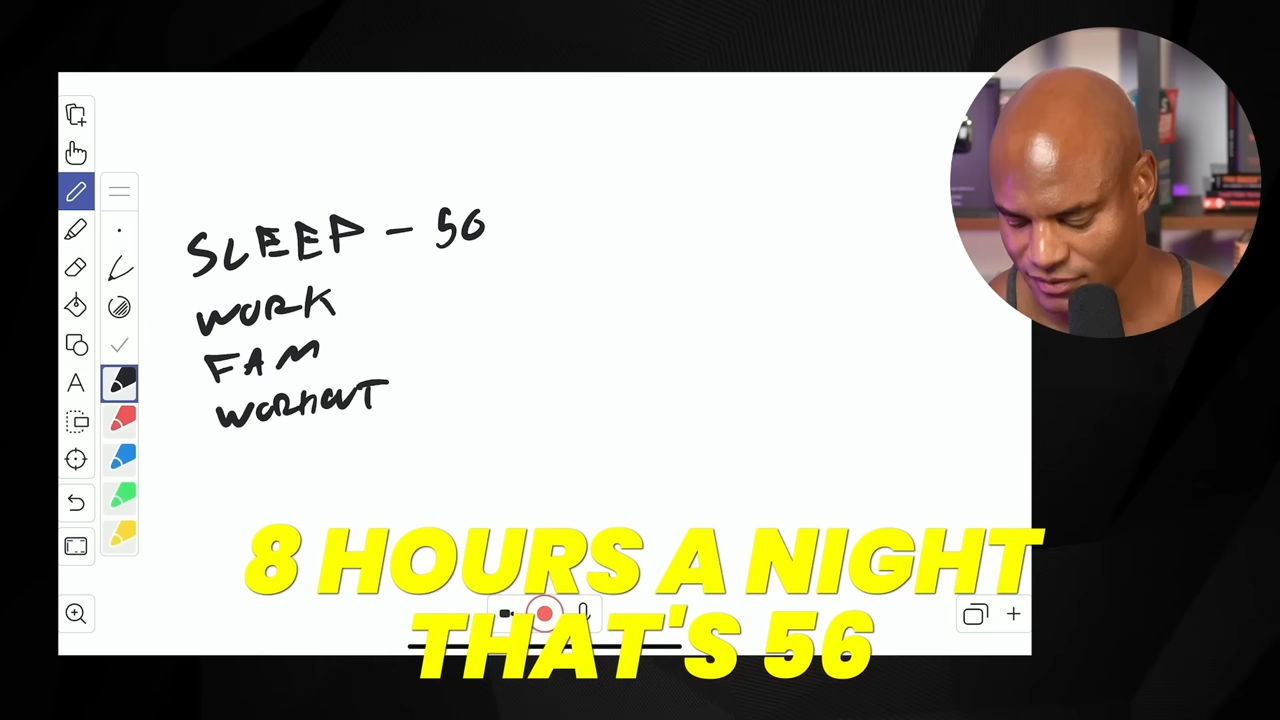 SLEEP - 56
WORK
FAM
WORKOUT
A
8 HOURS A NIGHT
THAT'S 56